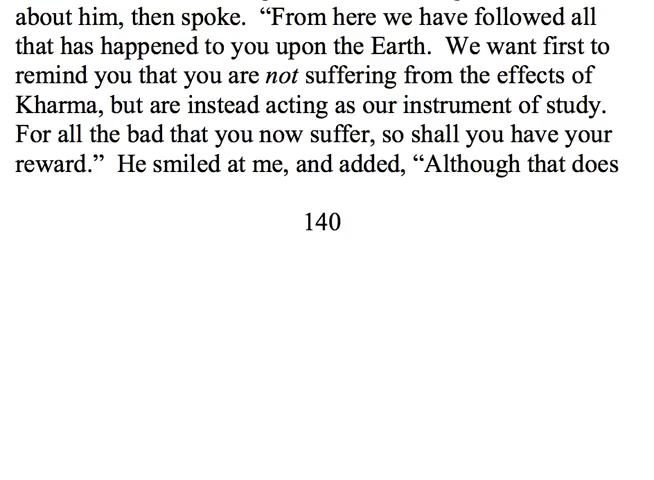 about him, then spoke. “From here we have followed all
that has happened to you upon the Earth. We want first to
remind you that you are not suffering from the effects of
Kharma, but are instead acting as our instrument of study.
For all the bad that you now suffer, so shall you have your
reward.” He smiled at me, and added, “Although that does
140